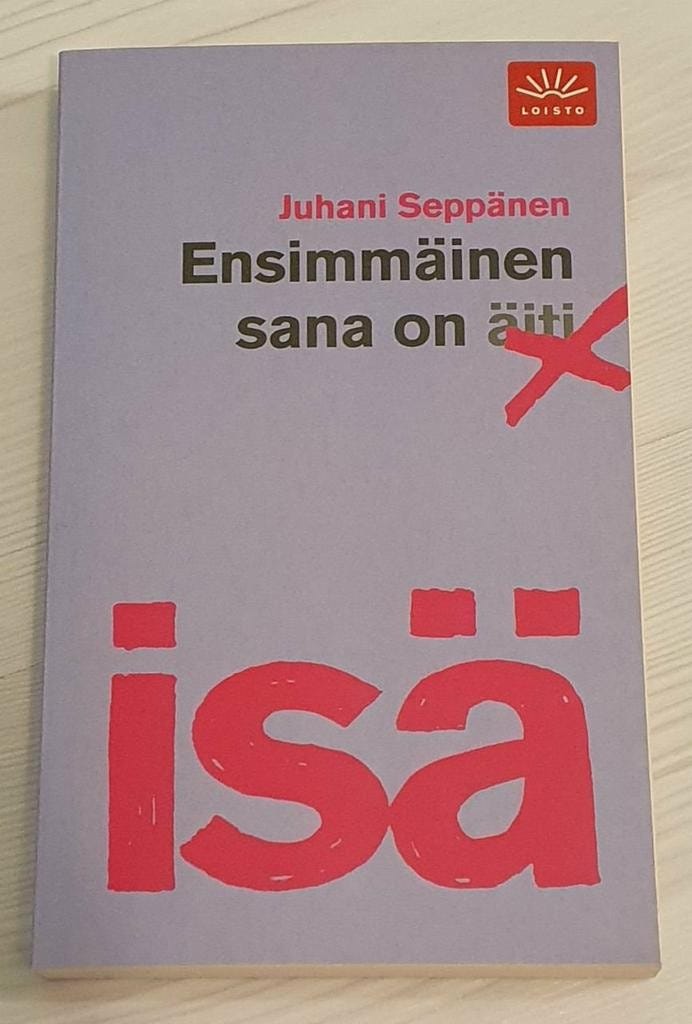 LOISTO
Juhani Seppänen
Ensimmäinen
sana on äiti
isä